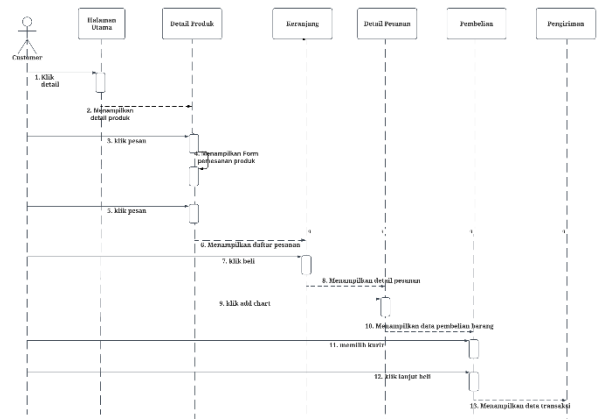 Halaman
Utama
Detail Produk
Keranjang
Detail Pesanan
Pembelian
Pengiriman
Customer
1. Klik
detail
2. Menampilkan
detail produk
3. klik pesan
4. Menampilkan Form
pemesanan produk
5. klik pesan
6. Menampilkan daftar pesanan
7. klik beli
8. Menampilkan detail pesanan
9. klik add chart
10. Menampilkan data pembelian barang
11. memilih kurir
12. klik lanjut beli
13. Menampilkan data transaksi